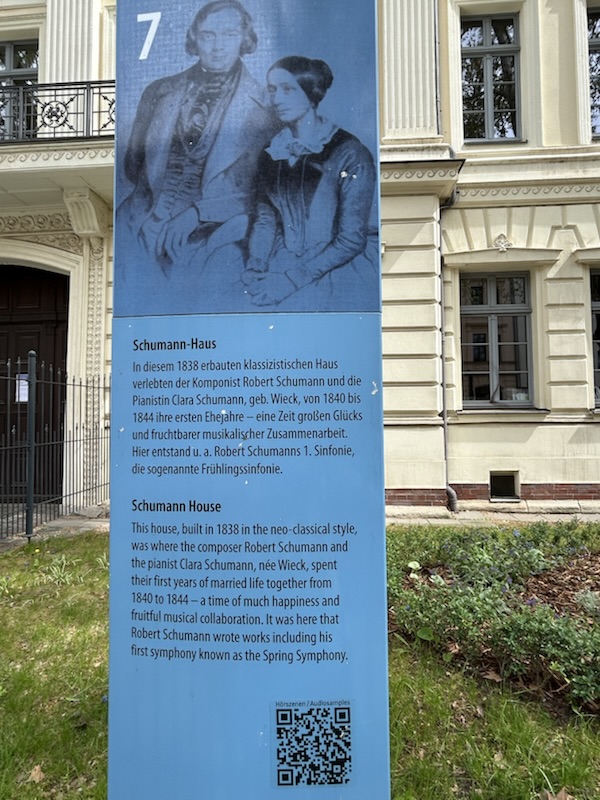 7
Schumann-Haus
In diesem 1838 erbauten klassizistischen Haus
verlebten der Komponist Robert Schumann und die
Pianistin Clara Schumann, geb. Wieck, von 1840 bis
1844 ihre ersten Ehejahre – eine Zeit großen Glücks
und fruchtbarer musikalischer Zusammenarbeit.
Hier entstand u. a. Robert Schumanns 1. Sinfonie,
die sogenannte Frühlingssinfonie.
Schumann House
This house, built in 1838 in the neo-classical style,
was where the composer Robert Schumann and
the pianist Clara Schumann, née Wieck, spent
their first years of married life together from
1840 to 1844 – a time of much happiness and
fruitful musical collaboration. It was here that
Robert Schumann wrote works including his
first symphony known as the Spring Symphony.
Hörszenen / Audiosamples